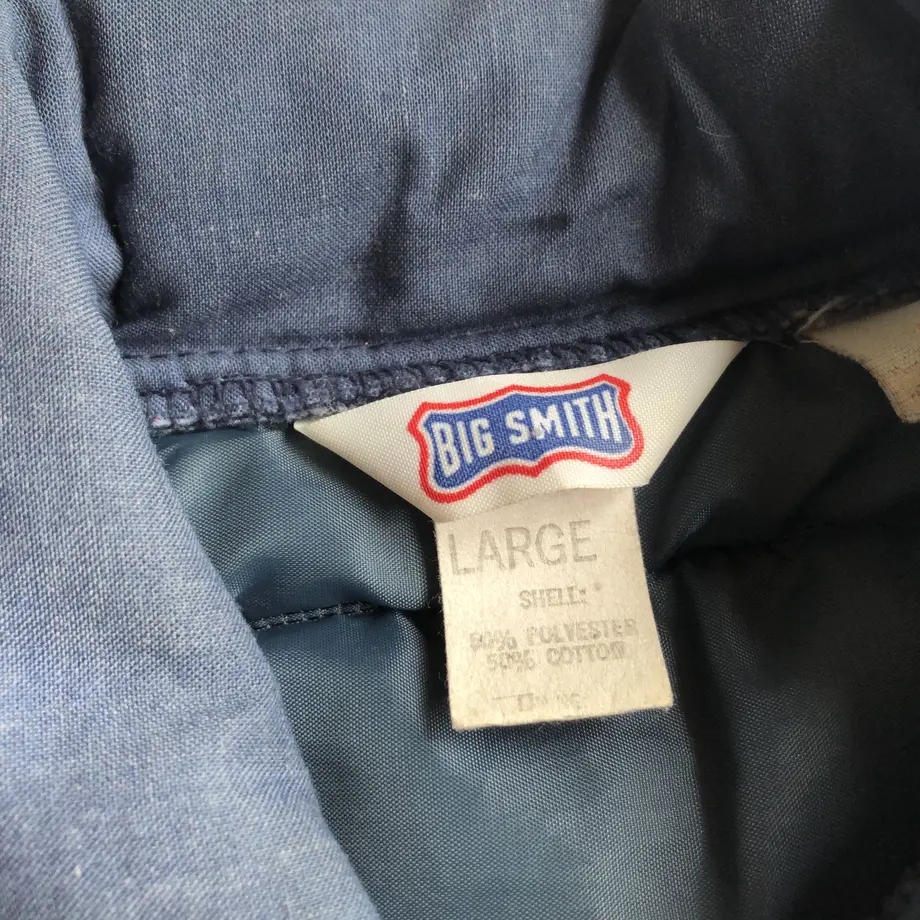 BIG SMITH
LARGE
SHELL:
50% POLYESTER
50% COTTON